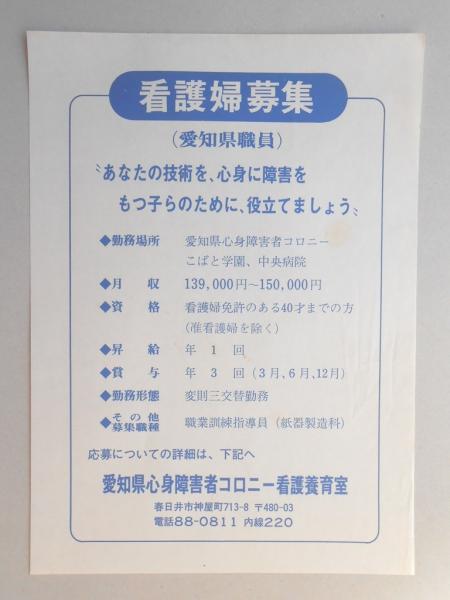 看護婦募集
(愛知県職員)
〝あなたの技術を、心身に障害を
もつ子らのために、役立てましょう〟
◆勤務場所 愛知県心身障害者コロニー
こばと学園、中央病院
◆月収 139,000円〜150,000円
◆資格 看護婦免許のある40才までの方
(准看護婦を除く)
◆昇給 年1回
◆賞与 年3回(3月,6月,12月)
◆勤務形態 変則三交替勤務
◆その他募集職種 職業訓練指導員(紙器製造科)
応募についての詳細は、下記へ
愛知県心身障害者コロニー看護養育室
春日井市神屋町713-8 〒480-03
電話88-0811 内線220